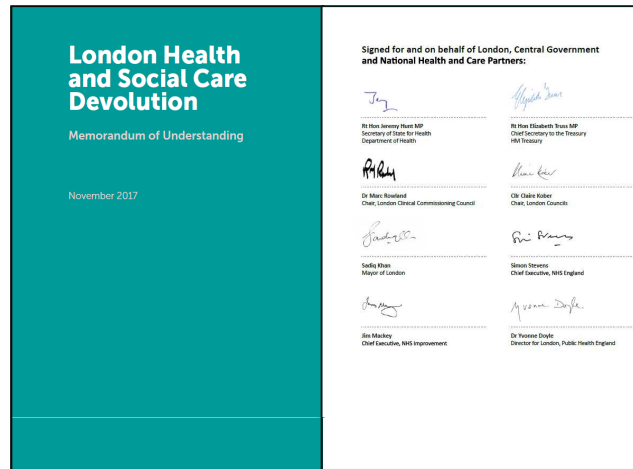 London Health
and Social Care
Devolution
Memorandum of Understanding
November 2017
Signed for and on behalf of London, Central Government
and National Health and Care Partners:
Rt Hon Jeremy Hunt MP
Secretary of State for Health
Department of Health
Rt Hon Elizabeth Truss MP
Chief Secretary to the Treasury
HM Treasury
Dr Marc Rowland
Chair, London Clinical Commissioning Council
Cllr Claire Kober
Chair, London Councils
Sadiq Khan
Mayor of London
Simon Stevens
Chief Executive, NHS England
Yvonne Doyle.
Jim Mackey
Chief Executive, NHS Improvement
Dr Yvonne Doyle
Director for London, Public Health England